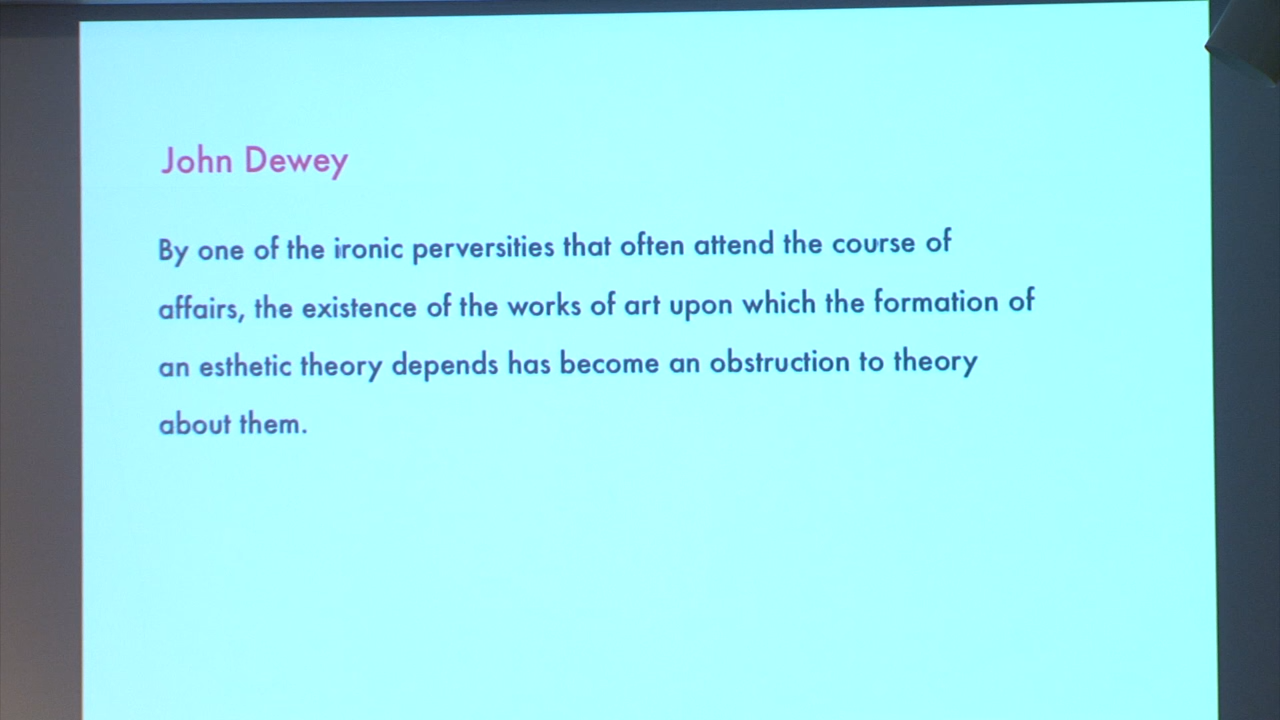 John Dewey
By one of the ironic perversities that often attend the course of
affairs, the existence of the works of art upon which the formation of
an esthetic theory depends has become an obstruction to theory
about them.